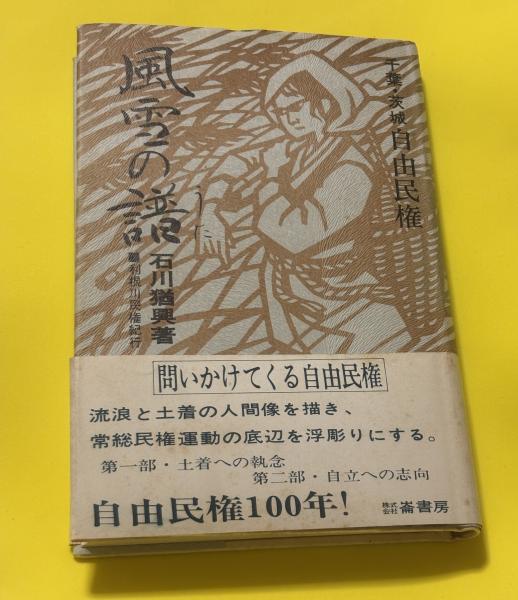 千葉・茨城 自由民権
風雪の譜
うた
石川猶興著
利根川民権紀行
問いかけてくる自由民権
流浪と土着の人間像を描き、
常総民権運動の底辺を浮彫りにする。
第一部・土着への執念
第二部・自立への志向
自由民権100年!
株式会社 崙書房